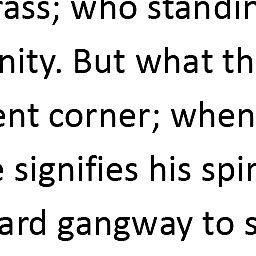 rass; who standin
nity. But what th
ent corner; when
signifies his spir
ard gangway to s